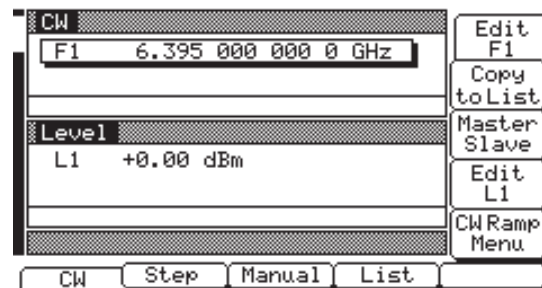 CW
F1 6.395 000 000 0 GHz
Level
L1 +0.00 dBm
Edit
F1
Copy
to List
Master
Slave
Edit
L1
CW Ramp
Menu
CW Step Manual List